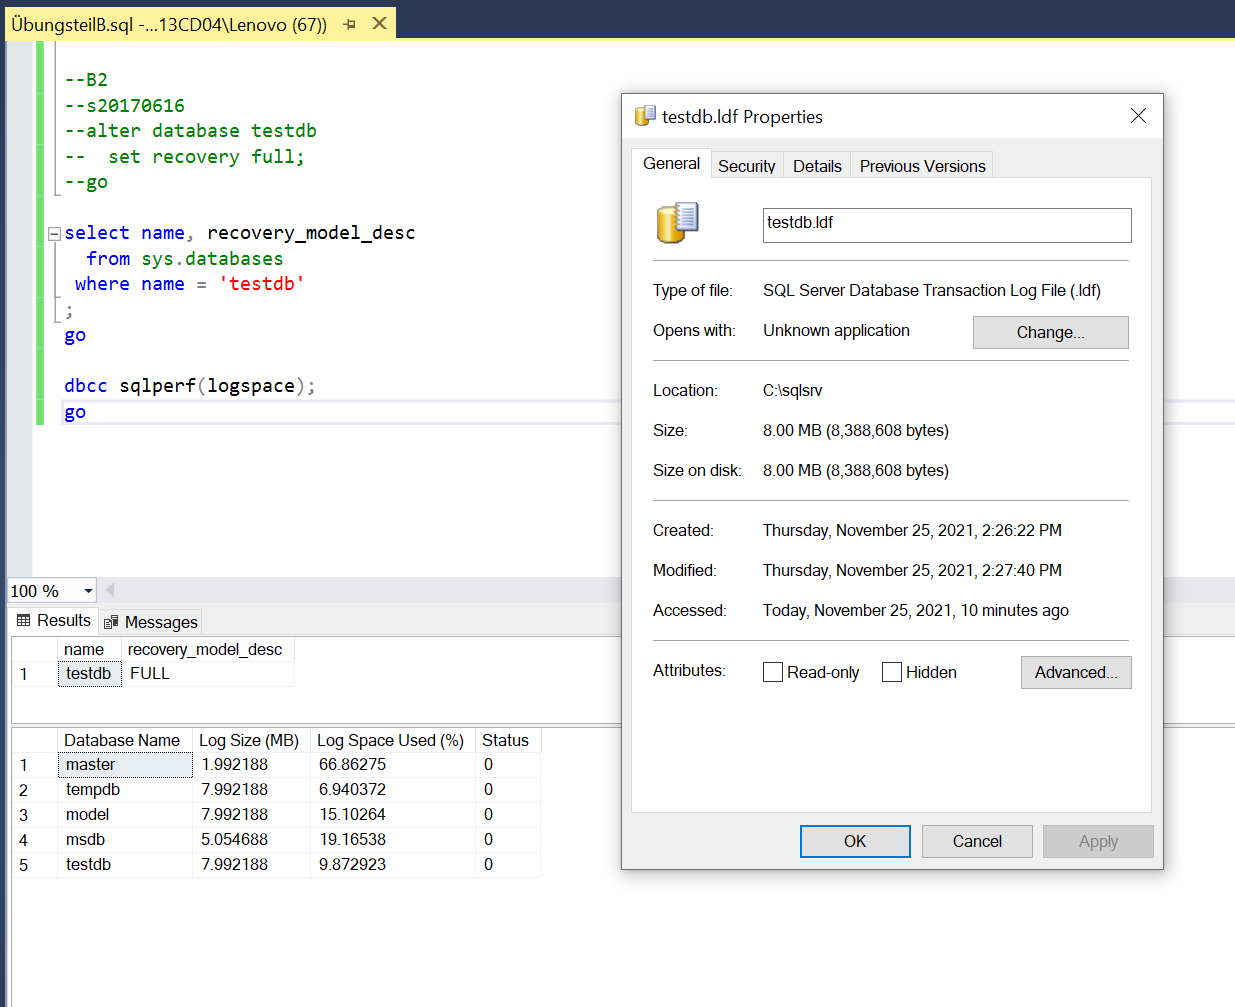 ÜbungsteilB.sql -...13CD04\Lenovo (67))
--B2
--s20170616
--alter database testdb
--  set recovery full;
--go
select name, recovery_model_desc
  from sys.databases
 where name = 'testdb'
;
go
dbcc sqlperf(logspace);
go
100 %
Results Messages
name recovery_model_desc
1 testdb FULL
Database Name Log Size (MB) Log Space Used (%) Status
1 master 1.992188 66.86275 0
2 tempdb 7.992188 6.940372 0
3 model 7.992188 15.10264 0
4 msdb 5.054688 19.16538 0
5 testdb 7.992188 9.872923 0
testdb.ldf Properties
General Security Details Previous Versions
testdb.ldf
Type of file: SQL Server Database Transaction Log File (.ldf)
Opens with: Unknown application Change...
Location: C:\sqlsrv
Size: 8.00 MB (8,388,608 bytes)
Size on disk: 8.00 MB (8,388,608 bytes)
Created: Thursday, November 25, 2021, 2:26:22 PM
Modified: Thursday, November 25, 2021, 2:27:40 PM
Accessed: Today, November 25, 2021, 10 minutes ago
Attributes: Read-only Hidden Advanced...
OK Cancel Apply